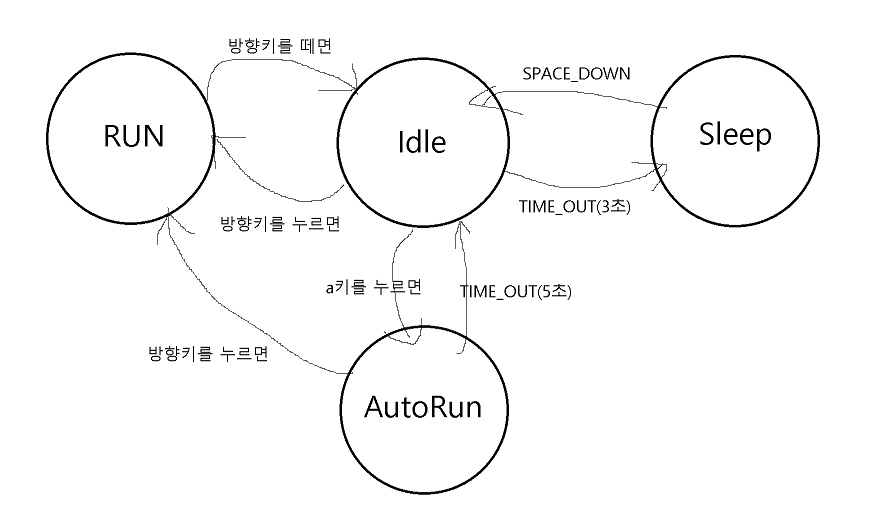 방향키를 떼면
SPACE_DOWN
RUN
Idle
Sleep
방향키를 누르면
TIME_OUT(3초)
a키를 누르면
TIME_OUT(5초)
방향키를 누르면
AutoRun